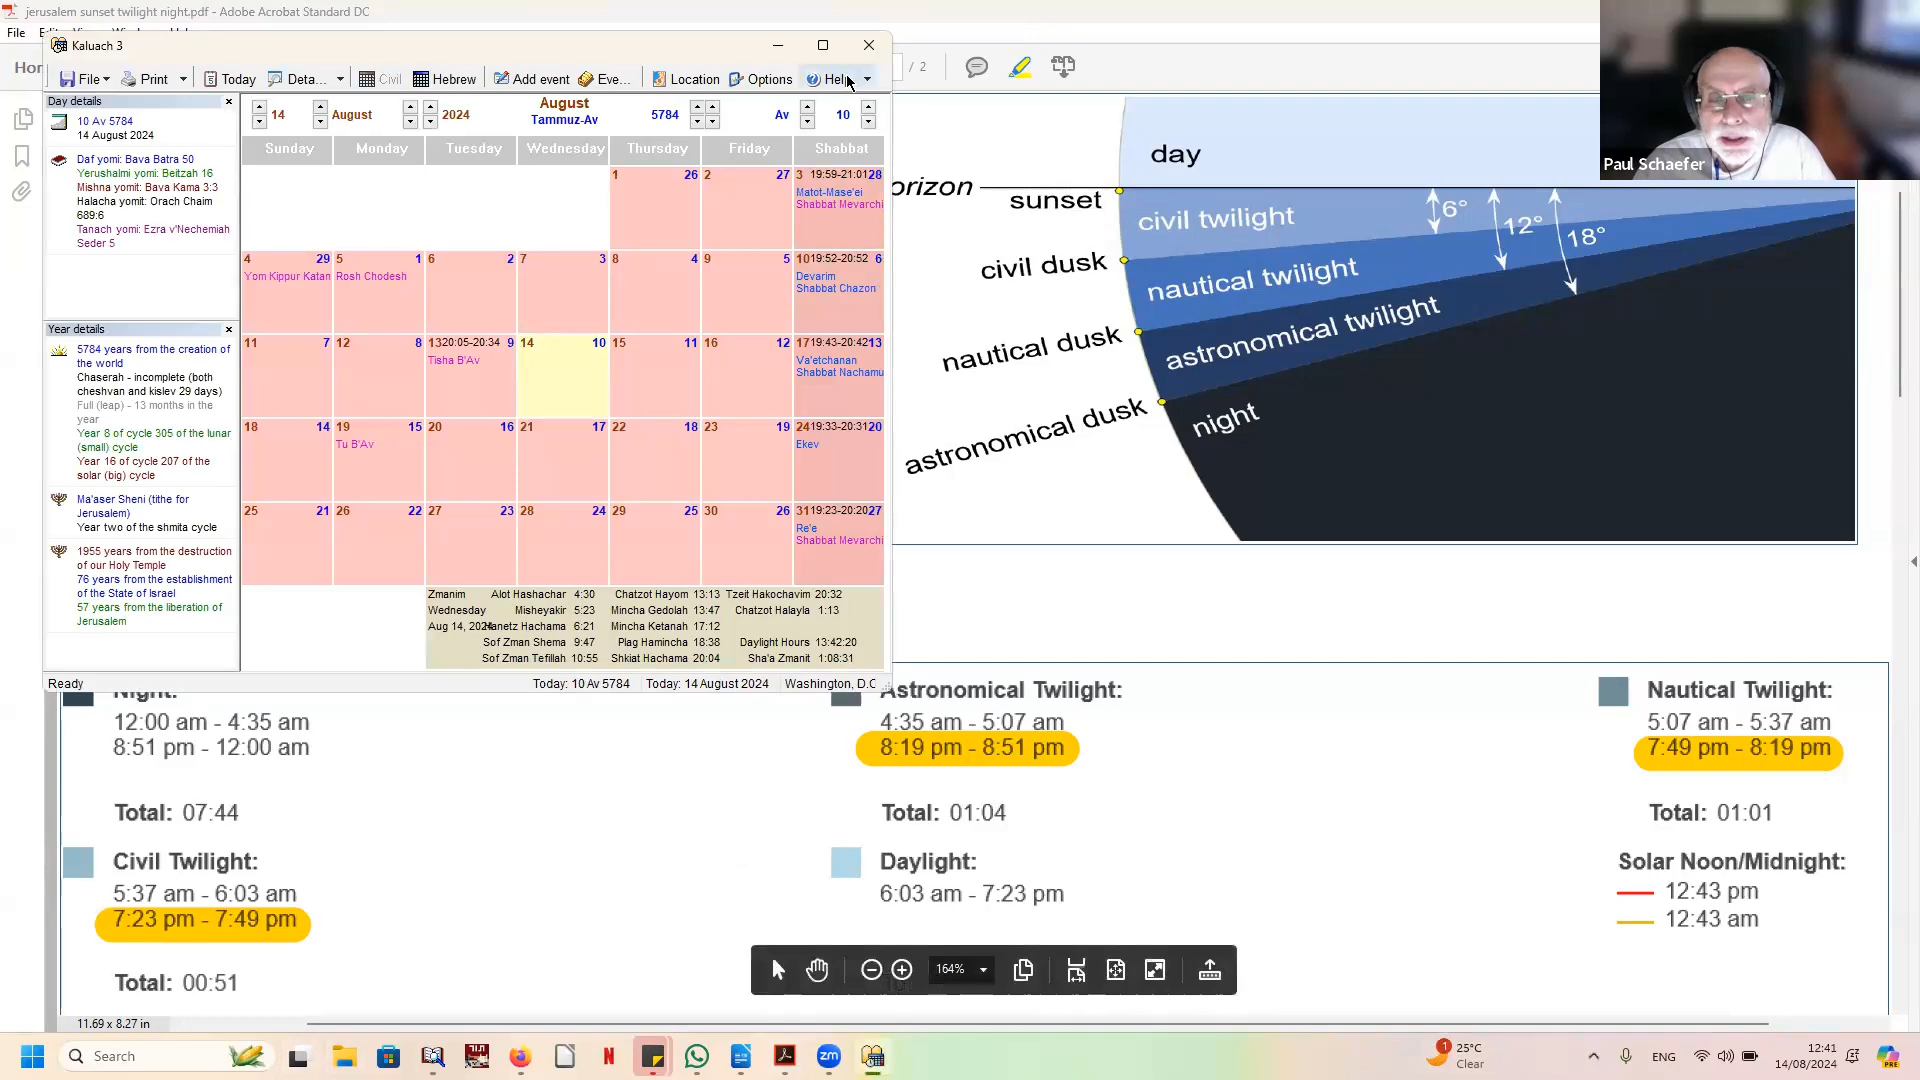 jerusalem sunset twilight night.pdf - Adobe Acrobat Standard DC
File
Kaluach 3
File Print Today Deta... Civil Hebrew Add event Eve... Location Options Help
/ 2
Day details
10 Av 5784
14 August 2024
Daf yomi: Bava Batra 50
Yerushalmi yomit: Beitzah 16
Mishna yomit: Bava Kama 3:3
Halacha yomit: Orach Chaim
689:6
Tanach yomi: Ezra v'Nechemiah
Seder 5
Year details
5784 years from the creation of
the world
Chaserah - incomplete (both
cheshvan and kislev 29 days)
Full (leap) - 13 months in the
year
Year 8 of cycle 305 of the lunar
(small) cycle
Year 16 of cycle 207 of the
solar (big) cycle
Ma'aser Sheni (tithe for
Jerusalem)
Year two of the shmita cycle
1955 years from the destruction
of our Holy Temple
76 years from the establishment
of the State of Israel
57 years from the liberation of
Jerusalem
14 August 2024 August 5784 Av 10
Tammuz-Av
Sunday Monday Tuesday Wednesday Thursday Friday Shabbat
1 26 2 27 3 19:59-21:01 28
Matot-Mase'ei
Shabbat Mevarchi
4 29 5 1 6 2 7 3 8 4 9 5 10 19:52-20:52 6
Yom Kippur Katan Rosh Chodesh Devarim
Shabbat Chazon
11 7 12 8 13 20:05-20:34 9 14 10 15 11 16 12 17 19:43-20:42 13
Tisha B'Av Va'etchanan
Shabbat Nachamu
18 14 19 15 20 16 21 17 22 18 23 19 24 19:33-20:31 20
Tu B'Av Ekev
25 21 26 22 27 23 28 24 29 25 30 26 31 19:23-20:20 27
Re'e
Shabbat Mevarchi
Zmanim Alot Hashachar 4:30 Chatzot Hayom 13:13 Tzeit Hakochavim 20:32
Wednesday Misheyakir 5:23 Mincha Gedolah 13:47 Chatzot Halayla 1:13
Aug 14, 2024 Hanetz Hachama 6:21 Mincha Ketanah 17:12
Sof Zman Shema 9:47 Plag Hamincha 18:38 Daylight Hours 13:42:20
Sof Zman Tefillah 10:55 Shkiat Hachama 20:04 Sha'a Zmanit 1:08:31
Ready Today: 10 Av 5784 Today: 14 August 2024 Washington, D.C
Paul Schaefer
day
orizon
sunset
civil twilight
6°
12°
18°
civil dusk
nautical twilight
nautical dusk
astronomical twilight
astronomical dusk
night
Night:
12:00 am - 4:35 am
8:51 pm - 12:00 am
Total: 07:44
Astronomical Twilight:
4:35 am - 5:07 am
8:19 pm - 8:51 pm
Total: 01:04
Nautical Twilight:
5:07 am - 5:37 am
7:49 pm - 8:19 pm
Total: 01:01
Civil Twilight:
5:37 am - 6:03 am
7:23 pm - 7:49 pm
Total: 00:51
Daylight:
6:03 am - 7:23 pm
Solar Noon/Midnight:
12:43 pm
12:43 am
164%
11.69 x 8.27 in
Search
25°C
Clear
ENG
12:41
14/08/2024